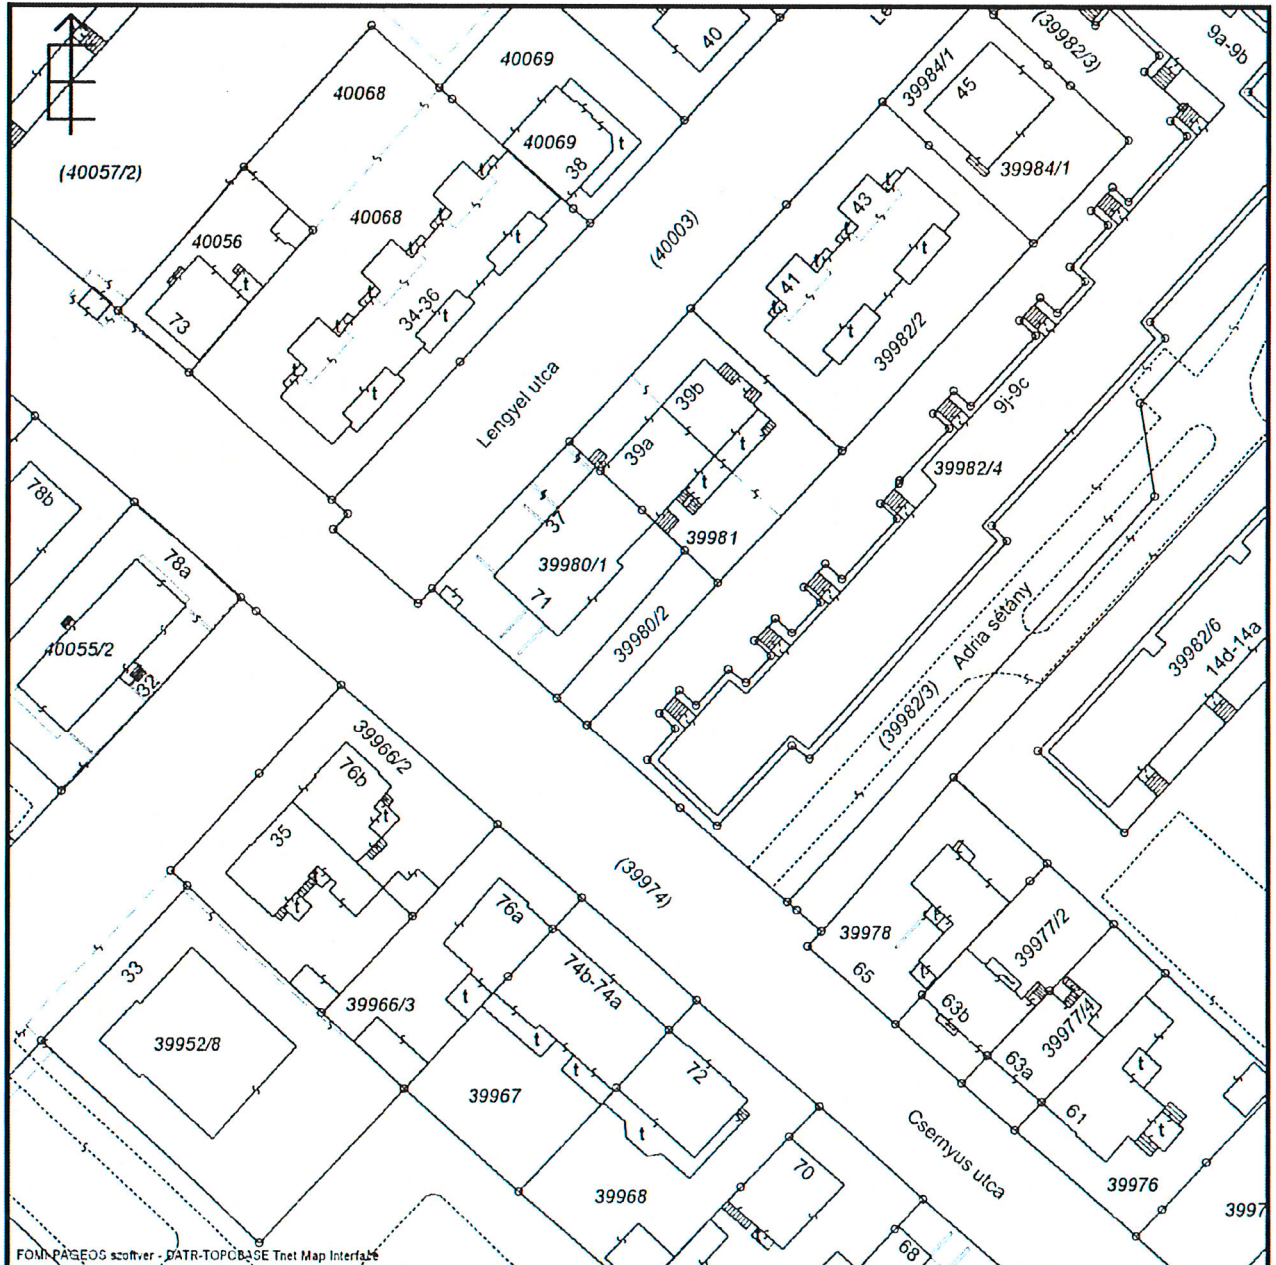 40
(39982/3)
9a-9b
40069
39984/1
45
40068
40069
38
t
39984/1
(40057/2)
40068
43
40056
t
t
t
t
t
(40003)
41
t
t
73
34-36
t
t
39982/2
Lengyel utca
39b
9j-9c
39a
t
t
39982/4
78b
37
39981
78a
39980/1
71
39980/2
Adria sétány
40055/2
32
39982/6
14d-14a
(39982/3)
39966/2
76b
t
35
t
(39974)
76a
39978
39977/2
65
33
39966/3
74b-74a
63b
39977/4
39952/8
t
t
t
63a
72
t
39967
61
t
t
Csernyus utca
70
39968
39976
3997
68
FÖMI PAGEOS szoftver - DATR-TOPOBASE Tnet Map Interface